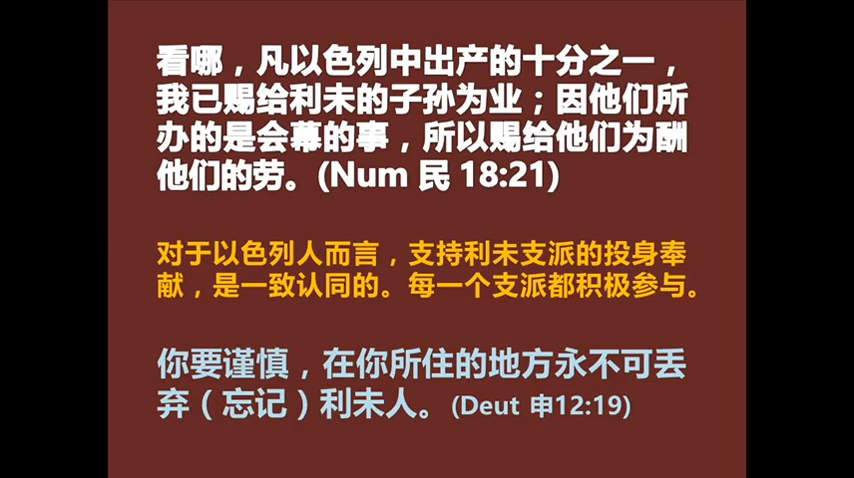 看哪，凡以色列中出产的十分之一，
我已赐给利未的子孙为业；因他们所
办的是会幕的事，所以赐给他们为酬
他们的劳。(Num 民 18:21)
对于以色列人而言，支持利未支派的投身奉
献，是一致认同的。每一个支派都积极参与。
你要谨慎，在你所住的地方永不可丢
弃（忘记）利未人。(Deut 申12:19)